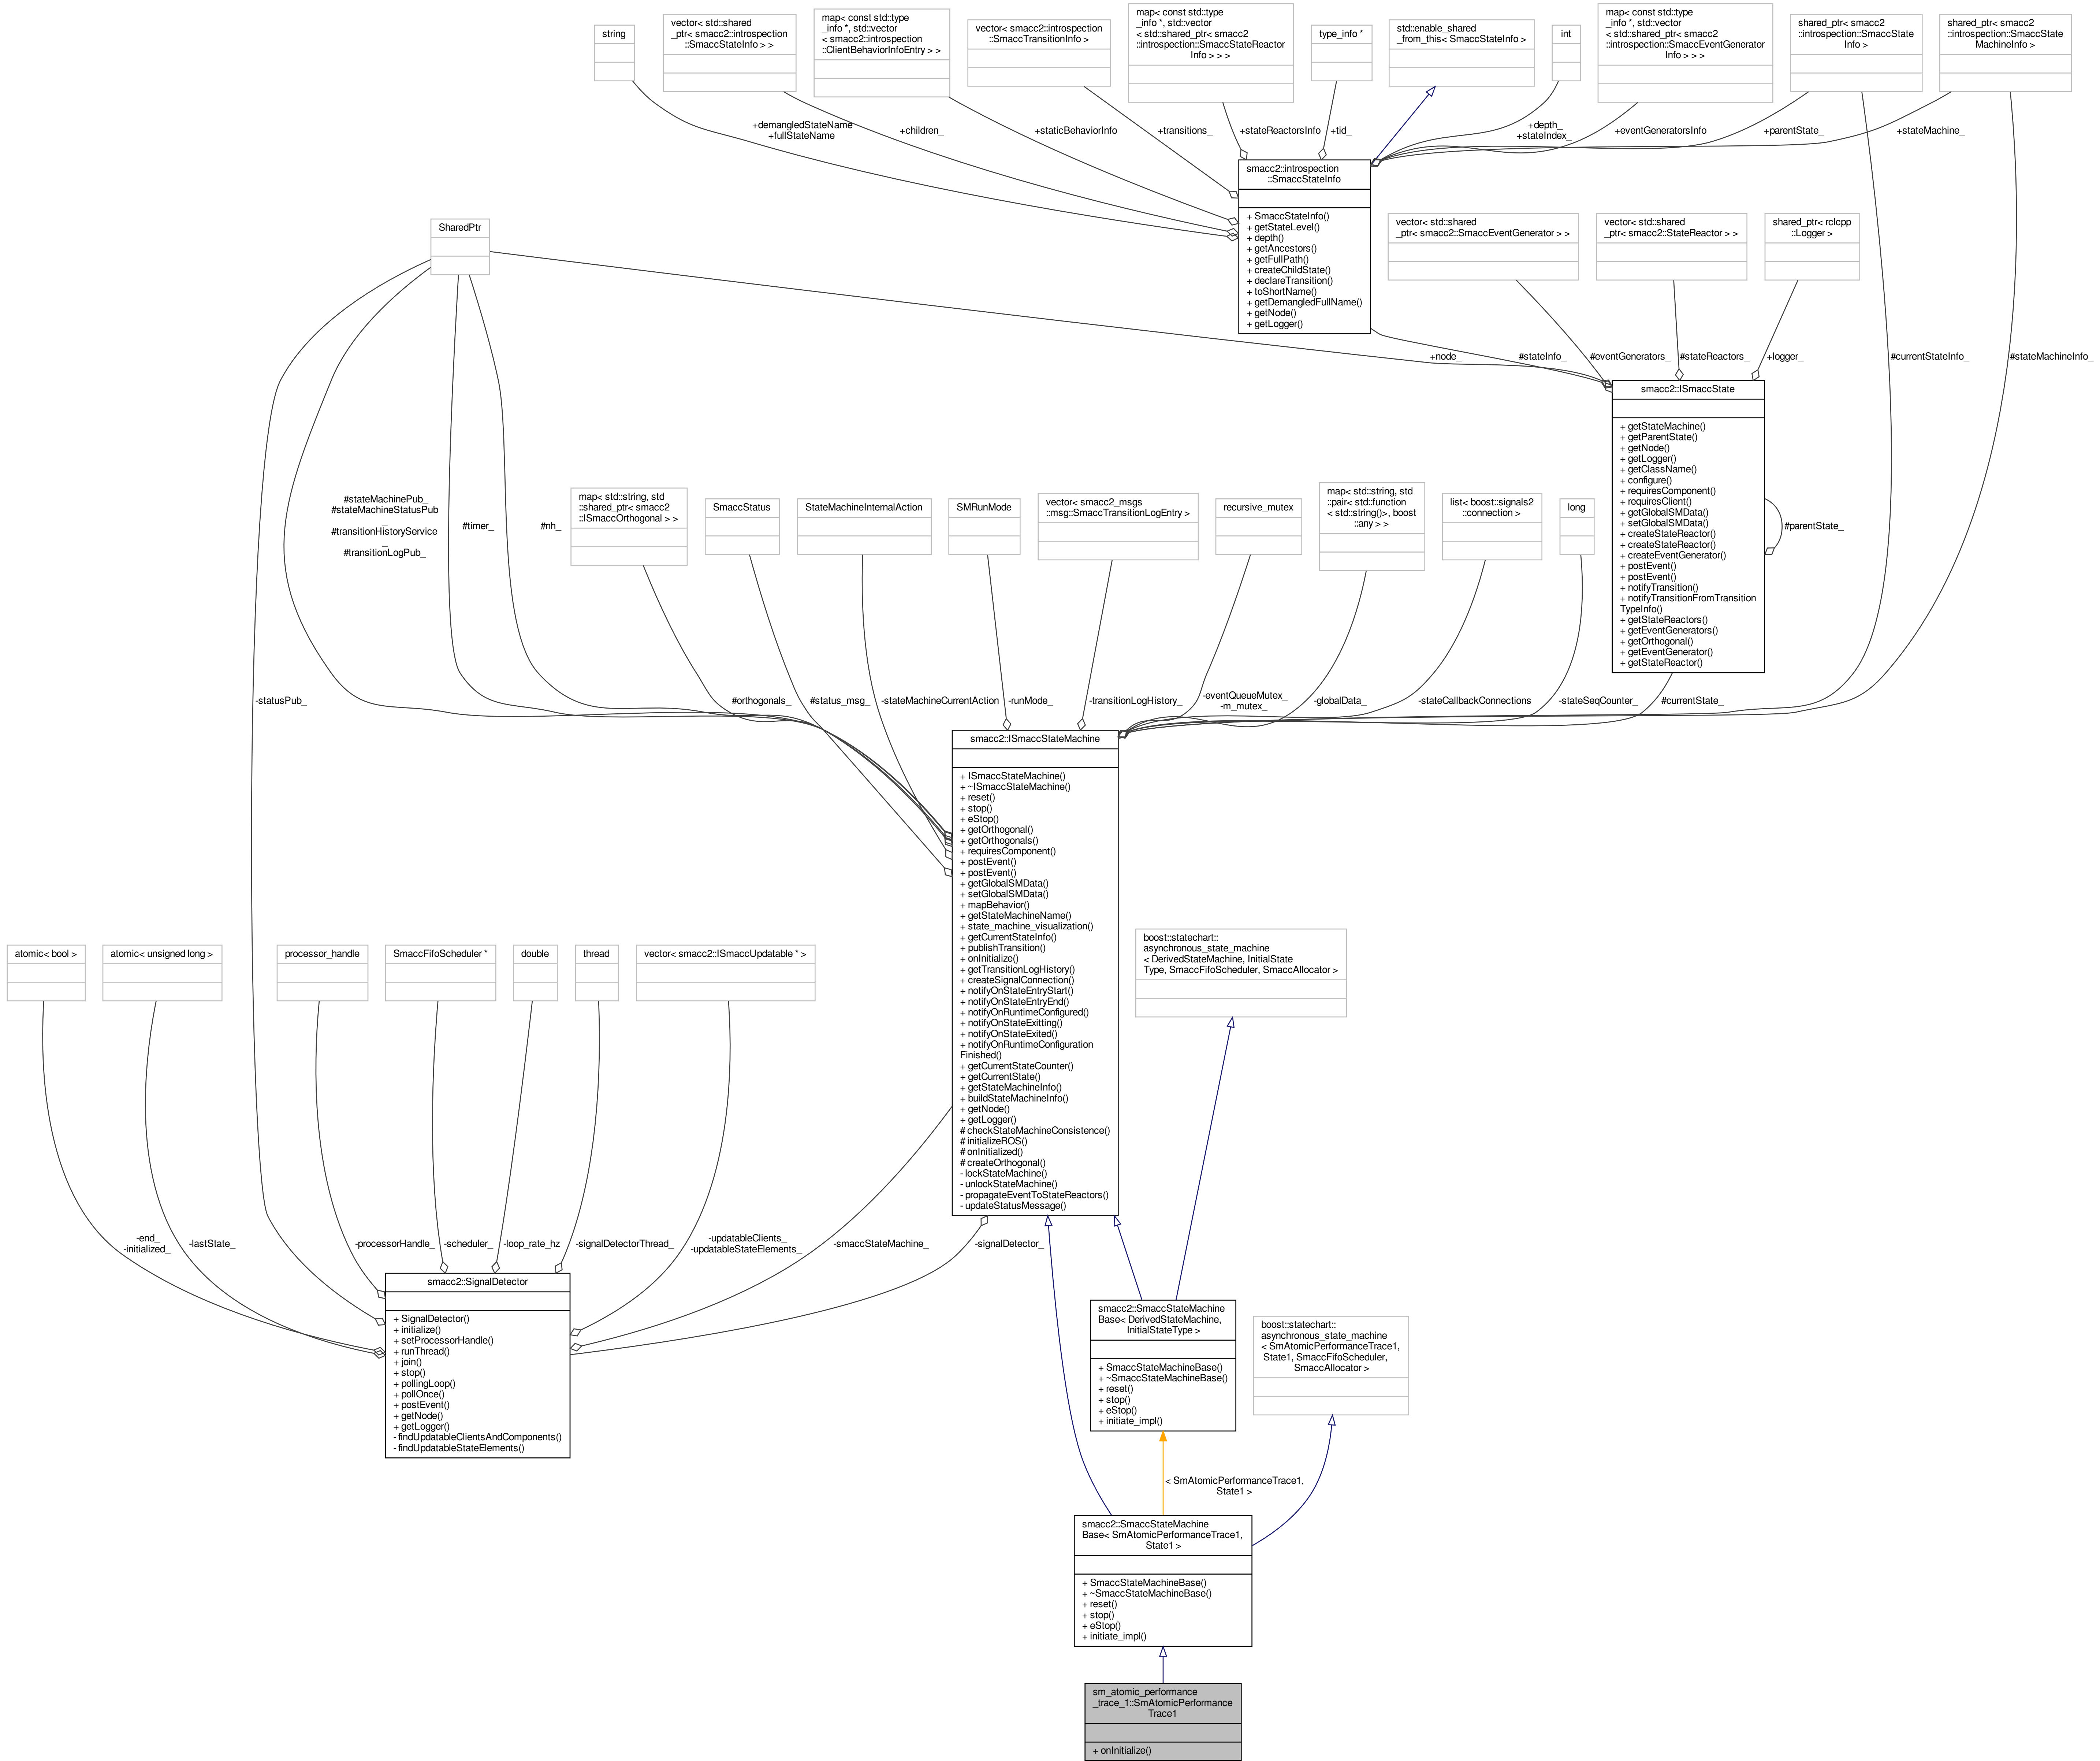 string
vector< std::shared
_ptr< smacc2::introspection
::SmaccStateInfo > >
map< const std::type
_info *, std::vector
< smacc2::introspection
::ClientBehaviorInfoEntry > >
vector< smacc2::introspection
::SmaccTransitionInfo >
map< const std::type
_info *, std::vector
< std::shared_ptr< smacc2
::introspection::SmaccStateReactor
Info > > >
type_info *
std::enable_shared
_from_this< SmaccStateInfo >
int
map< const std::type
_info *, std::vector
< std::shared_ptr< smacc2
::introspection::SmaccEventGenerator
Info > > >
shared_ptr< smacc2
::introspection::SmaccState
Info >
shared_ptr< smacc2
::introspection::SmaccState
MachineInfo >
+demangledStateName
+fullStateName
+children_
+staticBehaviorInfo
+transitions_
+stateReactorsInfo
+tid_
+depth_
+stateIndex_
+eventGeneratorsInfo
+parentState_
+stateMachine_
smacc2::introspection
::SmaccStateInfo
+ SmaccStateInfo()
+ getStateLevel()
+ depth()
+ getAncestors()
+ getFullPath()
+ createChildState()
+ declareTransition()
+ toShortName()
+ getDemangledFullName()
+ getNode()
+ getLogger()
SharedPtr
vector< std::shared
_ptr< smacc2::SmaccEventGenerator > >
vector< std::shared
_ptr< smacc2::StateReactor > >
shared_ptr< rclcpp
::Logger >
+node_
#stateInfo_
#eventGenerators_
#stateReactors_
+logger_
#currentStateInfo_
#stateMachineInfo_
smacc2::ISmaccState
+ getStateMachine()
+ getParentState()
+ getNode()
+ getLogger()
+ getClassName()
+ configure()
+ requiresComponent()
+ requiresClient()
+ getGlobalSMData()
+ setGlobalSMData()
+ createStateReactor()
+ createStateReactor()
+ createEventGenerator()
+ postEvent()
+ postEvent()
+ notifyTransition()
+ notifyTransitionFromTransition
TypeInfo()
+ getStateReactors()
+ getEventGenerators()
+ getOrthogonal()
+ getEventGenerator()
+ getStateReactor()
#parentState_
#stateMachinePub_
#stateMachineStatusPub
_
#transitionHistoryService
_
#transitionLogPub_
#timer_
#nh_
map< std::string, std
::shared_ptr< smacc2
::ISmaccOrthogonal > >
SmaccStatus
StateMachineInternalAction
SMRunMode
vector< smacc2_msgs
::msg::SmaccTransitionLogEntry >
recursive_mutex
map< std::string, std
::pair< std::function
< std::string()>, boost
::any > >
list< boost::signals2
::connection >
long
-statusPub_
#orthogonals_
#status_msg_
-stateMachineCurrentAction
-runMode_
-transitionLogHistory_
-eventQueueMutex_
-m_mutex_
-globalData_
-stateCallbackConnections
-stateSeqCounter_
#currentState_
smacc2::ISmaccStateMachine
+ ISmaccStateMachine()
+ ~ISmaccStateMachine()
+ reset()
+ stop()
+ eStop()
+ getOrthogonal()
+ getOrthogonals()
+ requiresComponent()
+ postEvent()
+ postEvent()
+ getGlobalSMData()
+ setGlobalSMData()
+ mapBehavior()
+ getStateMachineName()
+ state_machine_visualization()
+ getCurrentStateInfo()
+ publishTransition()
+ onInitialize()
+ getTransitionLogHistory()
+ createSignalConnection()
+ notifyOnStateEntryStart()
+ notifyOnStateEntryEnd()
+ notifyOnRuntimeConfigured()
+ notifyOnStateExitting()
+ notifyOnStateExited()
+ notifyOnRuntimeConfiguration
Finished()
+ getCurrentStateCounter()
+ getCurrentState()
+ getStateMachineInfo()
+ buildStateMachineInfo()
+ getNode()
+ getLogger()
# checkStateMachineConsistence()
# initializeROS()
# onInitialized()
# createOrthogonal()
- lockStateMachine()
- unlockStateMachine()
- propagateEventToStateReactors()
- updateStatusMessage()
atomic< bool >
atomic< unsigned long >
processor_handle
SmaccFifoScheduler *
double
thread
vector< smacc2::ISmaccUpdatable * >
boost::statechart::
asynchronous_state_machine
< DerivedStateMachine, InitialState
Type, SmaccFifoScheduler, SmaccAllocator >
-end_
-initialized_
-lastState_
-processorHandle_
-scheduler_
-loop_rate_hz
-signalDetectorThread_
-updatableClients_
-updatableStateElements_
-smaccStateMachine_
-signalDetector_
smacc2::SignalDetector
+ SignalDetector()
+ initialize()
+ setProcessorHandle()
+ runThread()
+ join()
+ stop()
+ pollingLoop()
+ pollOnce()
+ postEvent()
+ getNode()
+ getLogger()
- findUpdatableClientsAndComponents()
- findUpdatableStateElements()
smacc2::SmaccStateMachine
Base< DerivedStateMachine,
InitialStateType >
+ SmaccStateMachineBase()
+ ~SmaccStateMachineBase()
+ reset()
+ stop()
+ eStop()
+ initiate_impl()
boost::statechart::
asynchronous_state_machine
< SmAtomicPerformanceTrace1,
State1, SmaccFifoScheduler,
SmaccAllocator >
< SmAtomicPerformanceTrace1,
State1 >
smacc2::SmaccStateMachine
Base< SmAtomicPerformanceTrace1,
State1 >
+ SmaccStateMachineBase()
+ ~SmaccStateMachineBase()
+ reset()
+ stop()
+ eStop()
+ initiate_impl()
sm_atomic_performance
_trace_1::SmAtomicPerformance
Trace1
+ onInitialize()